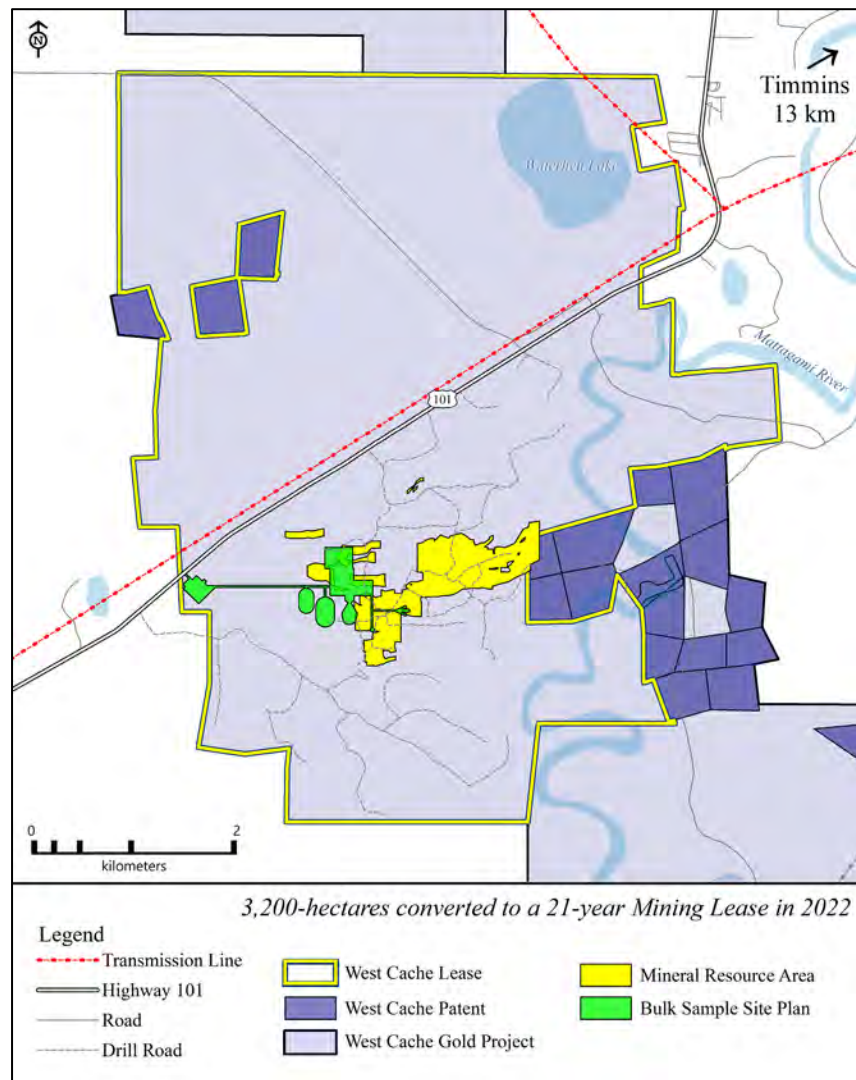 N
Timmins
13 km
Waterhen Lake
Mattagami River
101
0 2
kilometers
3,200-hectares converted to a 21-year Mining Lease in 2022
Legend
Transmission Line
Highway 101
Road
Drill Road
West Cache Lease
West Cache Patent
West Cache Gold Project
Mineral Resource Area
Bulk Sample Site Plan